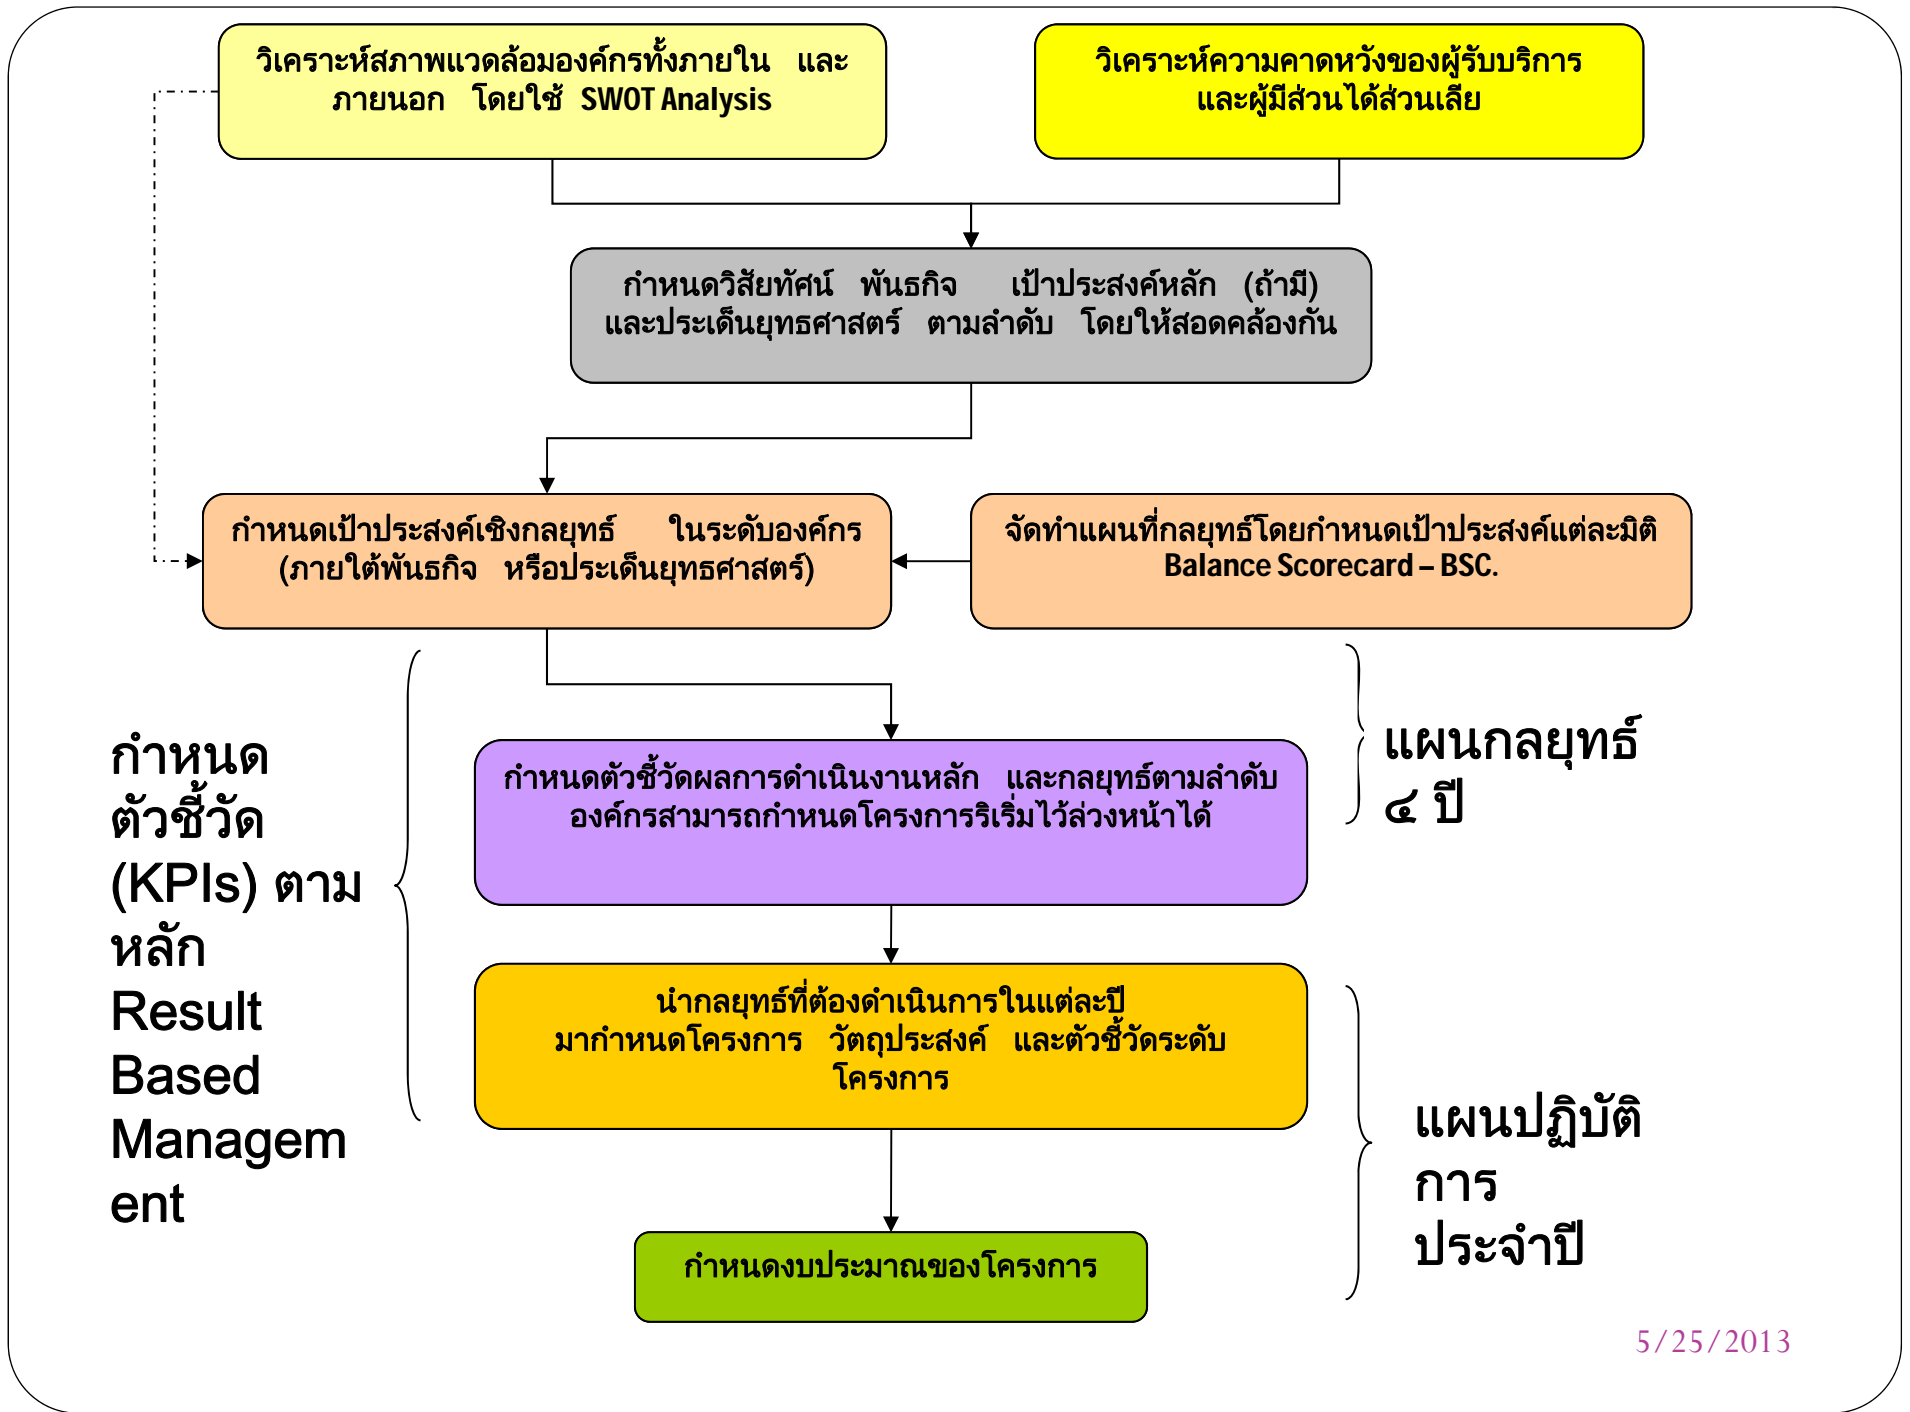 วิเคราะห์สภาพแวดล้อมองค์กรทั้งภายใน และ
ภายนอก โดยใช้ SWOT Analysis
วิเคราะห์ความคาดหวังของผู้รับบริการ
และผู้มีส่วนได้ส่วนเสีย
กำหนดวิสัยทัศน์ พันธกิจ เป้าประสงค์หลัก (ถ้ามี)
และประเด็นยุทธศาสตร์ ตามลำดับ โดยให้สอดคล้องกัน
กำหนดเป้าประสงค์เชิงกลยุทธ์ ในระดับองค์กร
(ภายใต้พันธกิจ หรือประเด็นยุทธศาสตร์)
จัดทำแผนที่กลยุทธ์โดยกำหนดเป้าประสงค์แต่ละมิติ
Balance Scorecard – BSC.
กำหนด
ตัวชี้วัด
(KPIs) ตาม
หลัก
Result
Based
Managem
ent
กำหนดตัวชี้วัดผลการดำเนินงานหลัก และกลยุทธ์ตามลำดับ
องค์กรสามารถกำหนดโครงการริเริ่มไว้ล่วงหน้าได้
แผนกลยุทธ์
๔ ปี
นำกลยุทธ์ที่ต้องดำเนินการในแต่ละปี
มากำหนดโครงการ วัตถุประสงค์ และตัวชี้วัดระดับ
โครงการ
แผนปฏิบัติ
การ
ประจำปี
กำหนดงบประมาณของโครงการ
5/25/2013